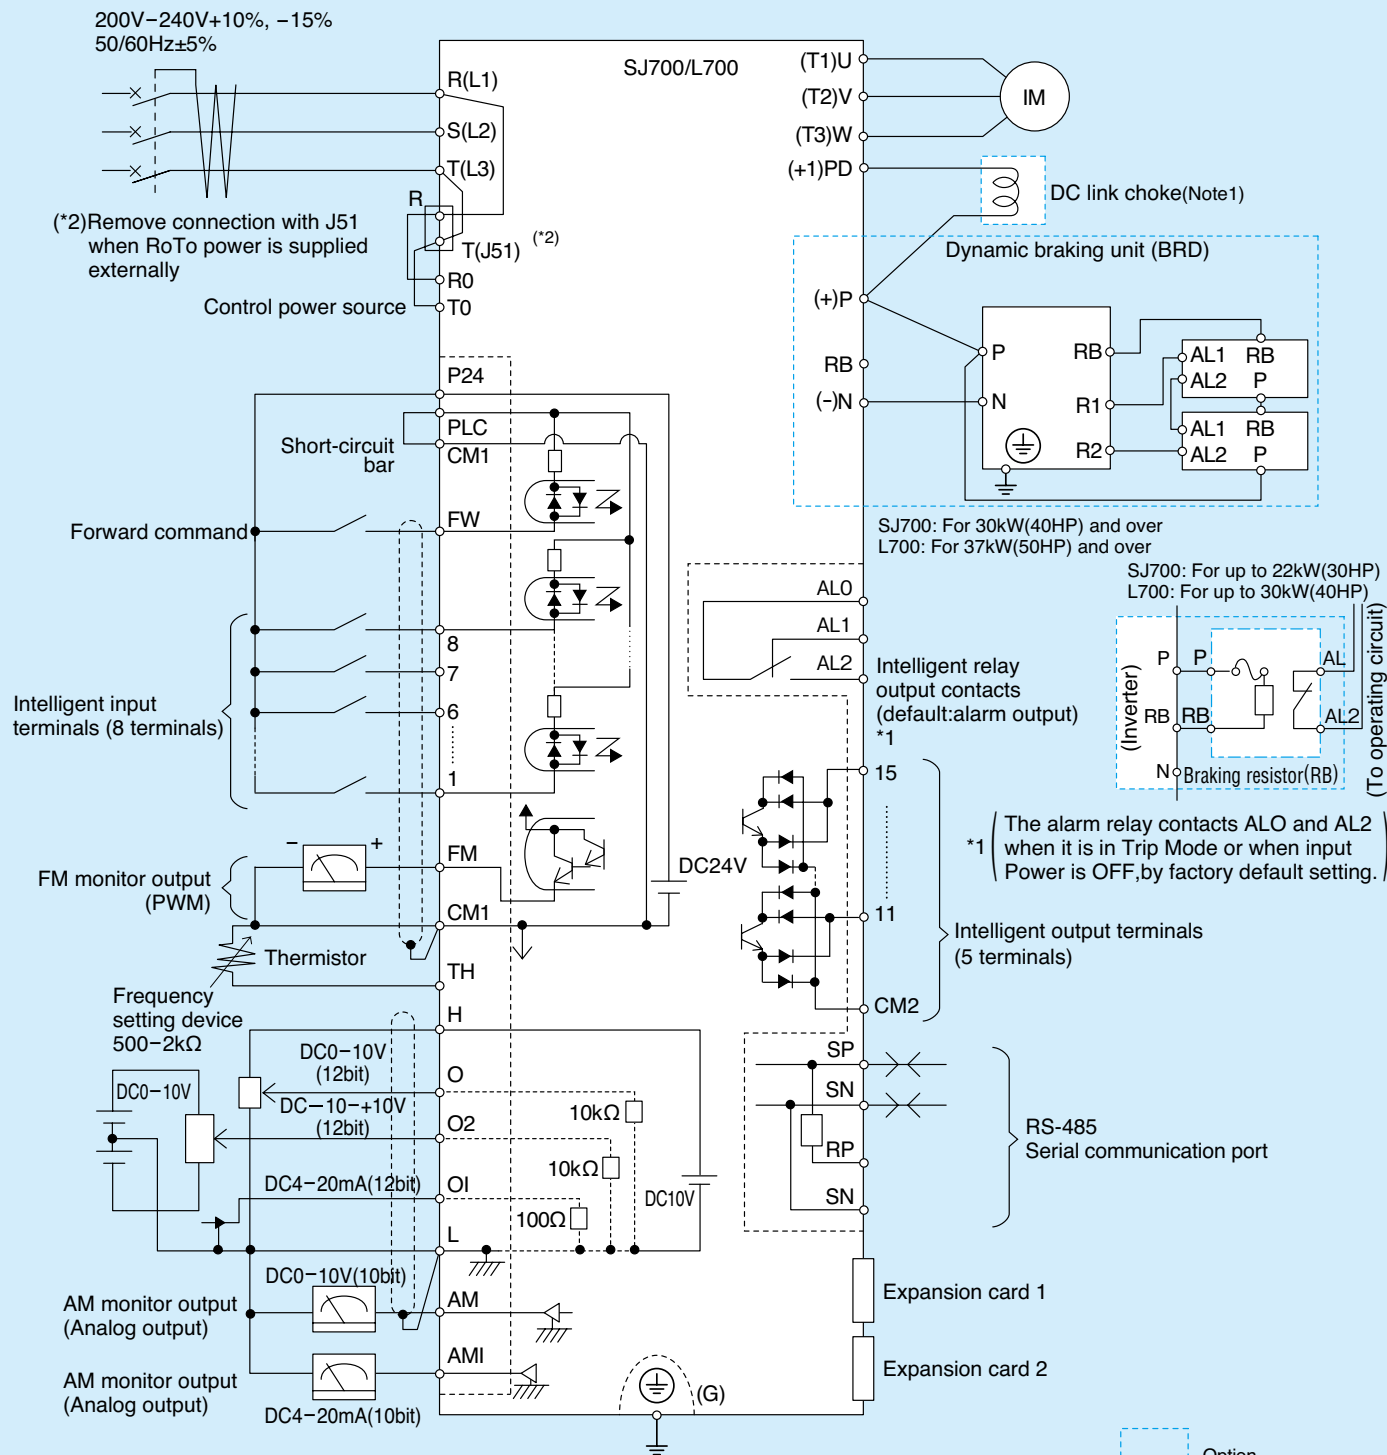 200V−240V+10%, −15%
50/60Hz±5%
SJ700/L700
R(L1)
S(L2)
T(L3)
R
T(J51)
(*2)
R0
T0
(*2)Remove connection with J51
when RoTo power is supplied
externally
Control power source
(T1)U
(T2)V
(T3)W
(+1)PD
IM
DC link choke(Note1)
Dynamic braking unit (BRD)
(+)P
RB
(−)N
P
N
RB
R1
R2
AL1 RB
AL2 P
AL1 RB
AL2 P
SJ700: For 30kW(40HP) and over
L700: For 37kW(50HP) and over
SJ700: For up to 22kW(30HP)
L700: For up to 30kW(40HP)
(Inverter)
P
P
RB
RB
N
AL
AL2
Braking resistor(RB)
(To operating circuit)
P24
PLC
CM1
Short-circuit
bar
Forward command
FW
8
7
6
1
Intelligent input
terminals (8 terminals)
AL0
AL1
AL2
Intelligent relay
output contacts
(default:alarm output)
*1
*1
The alarm relay contacts ALO and AL2
when it is in Trip Mode or when input
Power is OFF,by factory default setting.
15
11
CM2
Intelligent output terminals
(5 terminals)
− +
FM
FM monitor output
(PWM)
CM1
DC24V
Thermistor
TH
Frequency
setting device
500−2kΩ
H
DC0−10V
(12bit)
O
DC0−10V
DC−10−+10V
(12bit)
O2
DC4−20mA(12bit)
OI
L
10kΩ
10kΩ
100Ω
DC10V
SP
SN
RP
SN
RS-485
Serial communication port
DC0−10V(10bit)
AM
AM monitor output
(Analog output)
AMI
AM monitor output
(Analog output)
DC4−20mA(10bit)
(G)
Expansion card 1
Expansion card 2
Option